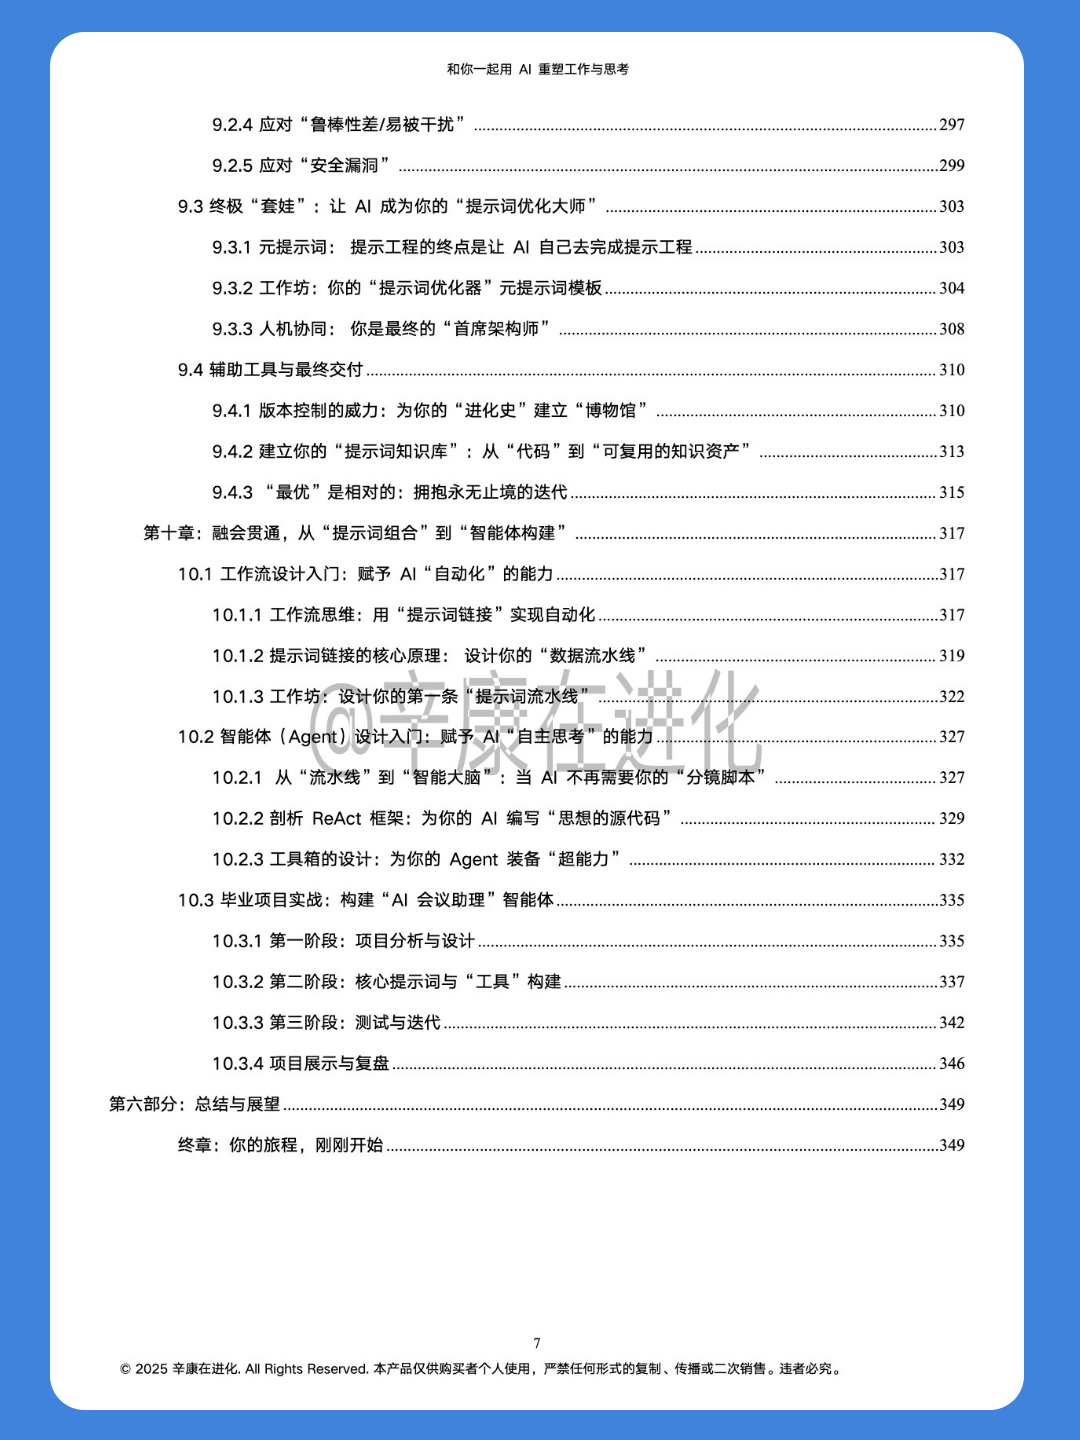 和你一起用 AI 重塑工作与思考
9.2.4 应对“鲁棒性差/易被干扰” 297
9.2.5 应对“安全漏洞” 299
9.3 终极“套娃”：让 AI 成为你的“提示词优化大师” 303
9.3.1 元提示词： 提示工程的终点是让 AI 自己去完成提示工程 303
9.3.2 工作坊：你的“提示词优化器”元提示词模板 304
9.3.3 人机协同： 你是最终的“首席架构师” 308
9.4 辅助工具与最终交付 310
9.4.1 版本控制的威力：为你的“进化史”建立“博物馆” 310
9.4.2 建立你的“提示词知识库”：从“代码”到“可复用的知识资产” 313
9.4.3 “最优”是相对的：拥抱永无止境的迭代 315
第十章：融会贯通，从“提示词组合”到“智能体构建” 317
10.1 工作流设计入门：赋予 AI“自动化”的能力 317
10.1.1 工作流思维：用“提示词链接”实现自动化 317
10.1.2 提示词链接的核心原理： 设计你的“数据流水线” 319
10.1.3 工作坊：设计你的第一条“提示词流水线” 322
@辛康在进化
10.2 智能体（Agent）设计入门：赋予 AI“自主思考”的能力 327
10.2.1 从“流水线”到“智能大脑”：当 AI 不再需要你的“分镜脚本” 327
10.2.2 剖析 ReAct 框架：为你的 AI 编写“思想的源代码” 329
10.2.3 工具箱的设计：为你的 Agent 装备“超能力” 332
10.3 毕业项目实战：构建“AI 会议助理”智能体 335
10.3.1 第一阶段：项目分析与设计 335
10.3.2 第二阶段：核心提示词与“工具”构建 337
10.3.3 第三阶段：测试与迭代 342
10.3.4 项目展示与复盘 346
第六部分：总结与展望 349
终章：你的旅程，刚刚开始 349
7
© 2025 辛康在进化. All Rights Reserved. 本产品仅供购买者个人使用，严禁任何形式的复制、传播或二次销售。违者必究。